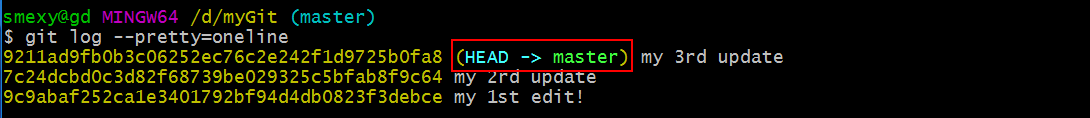 smexy@gd MINGW64 /d/myGit (master)
$ git log --pretty=oneline
9211ad9fb0b3c06252ec76c2e242f1d9725b0fa8 (HEAD -> master) my 3rd update
7c24dcbd0c3d82f68739be029325c5bfab8f9c64 my 2rd update
9c9abaf252ca1e3401792bf94d4db0823f3debce my 1st edit!